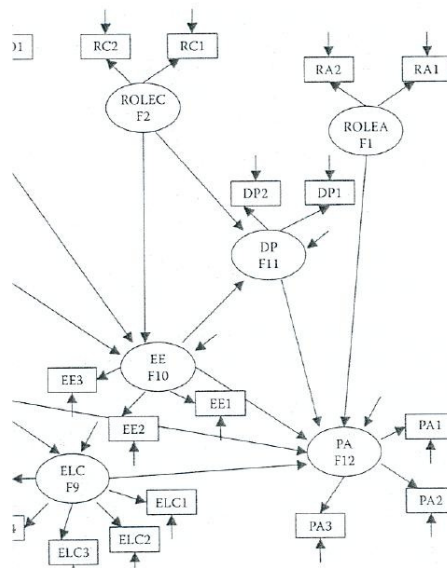 RC2
RC1
RA2
RA1
ROLEC
F2
ROLEA
F1
DP2
DP1
DP
F11
EE
F10
EE3
EE1
EE2
PA1
PA
F12
ELC
F9
ELC1
PA2
ELC2
PA3
ELC3